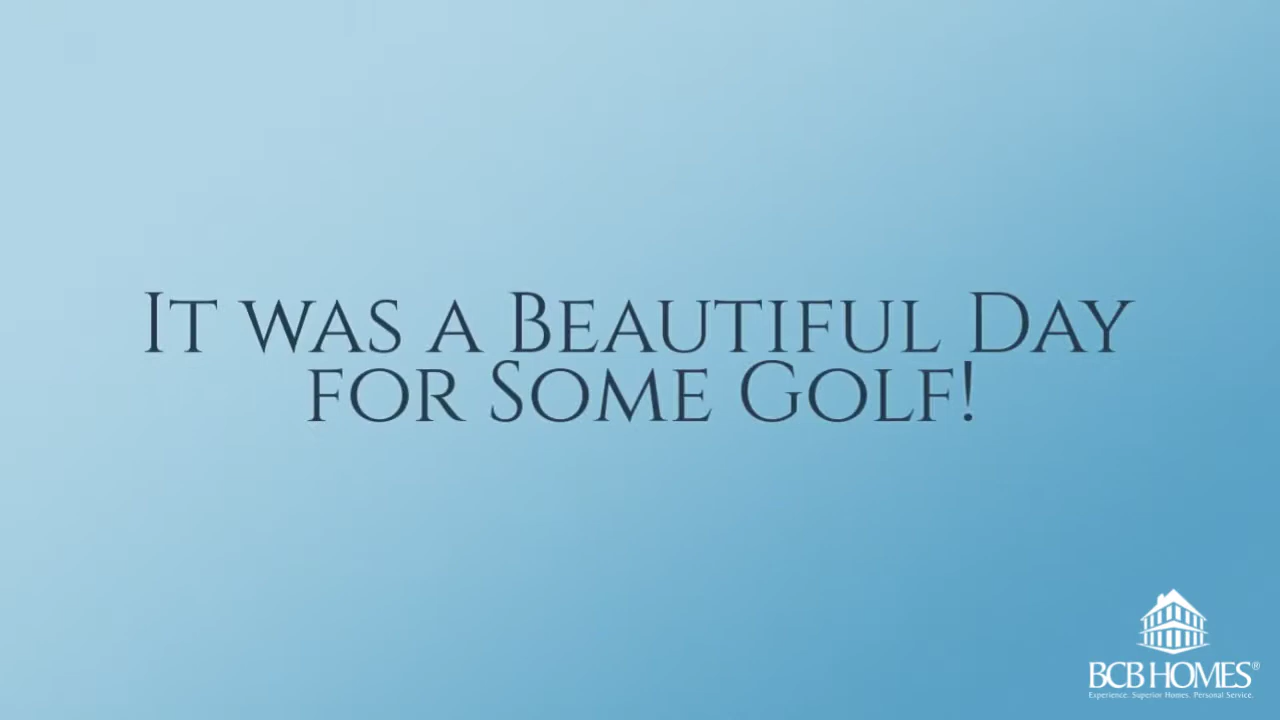 It was a Beautiful Day
for Some Golf!
BCB HOMES®
Experience. Superior Homes. Personal Service.